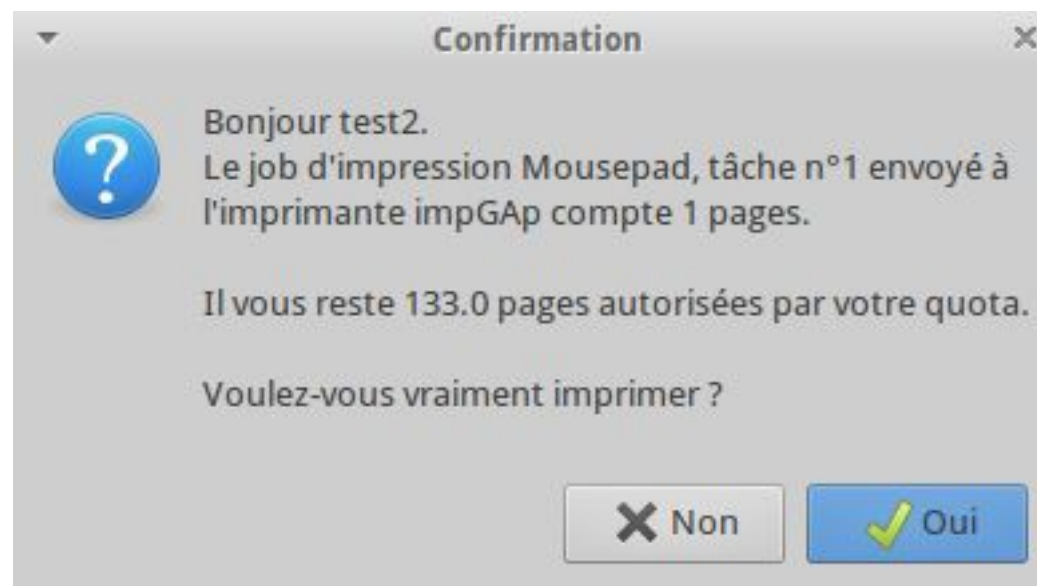 Confirmation
Bonjour test2.
Le job d'impression Mousepad, tâche n°1 envoyé à
l'imprimante impGAp compte 1 pages.
Il vous reste 133.0 pages autorisées par votre quota.
Voulez-vous vraiment imprimer ?
Non
Oui